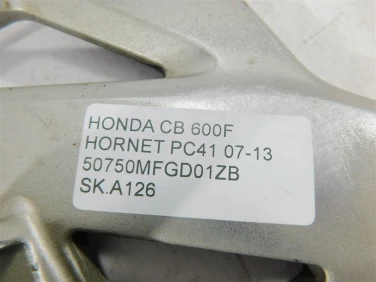 HONDA CB 600F
HORNET PC41 07-13
50750MFGD01ZB
SK.A126